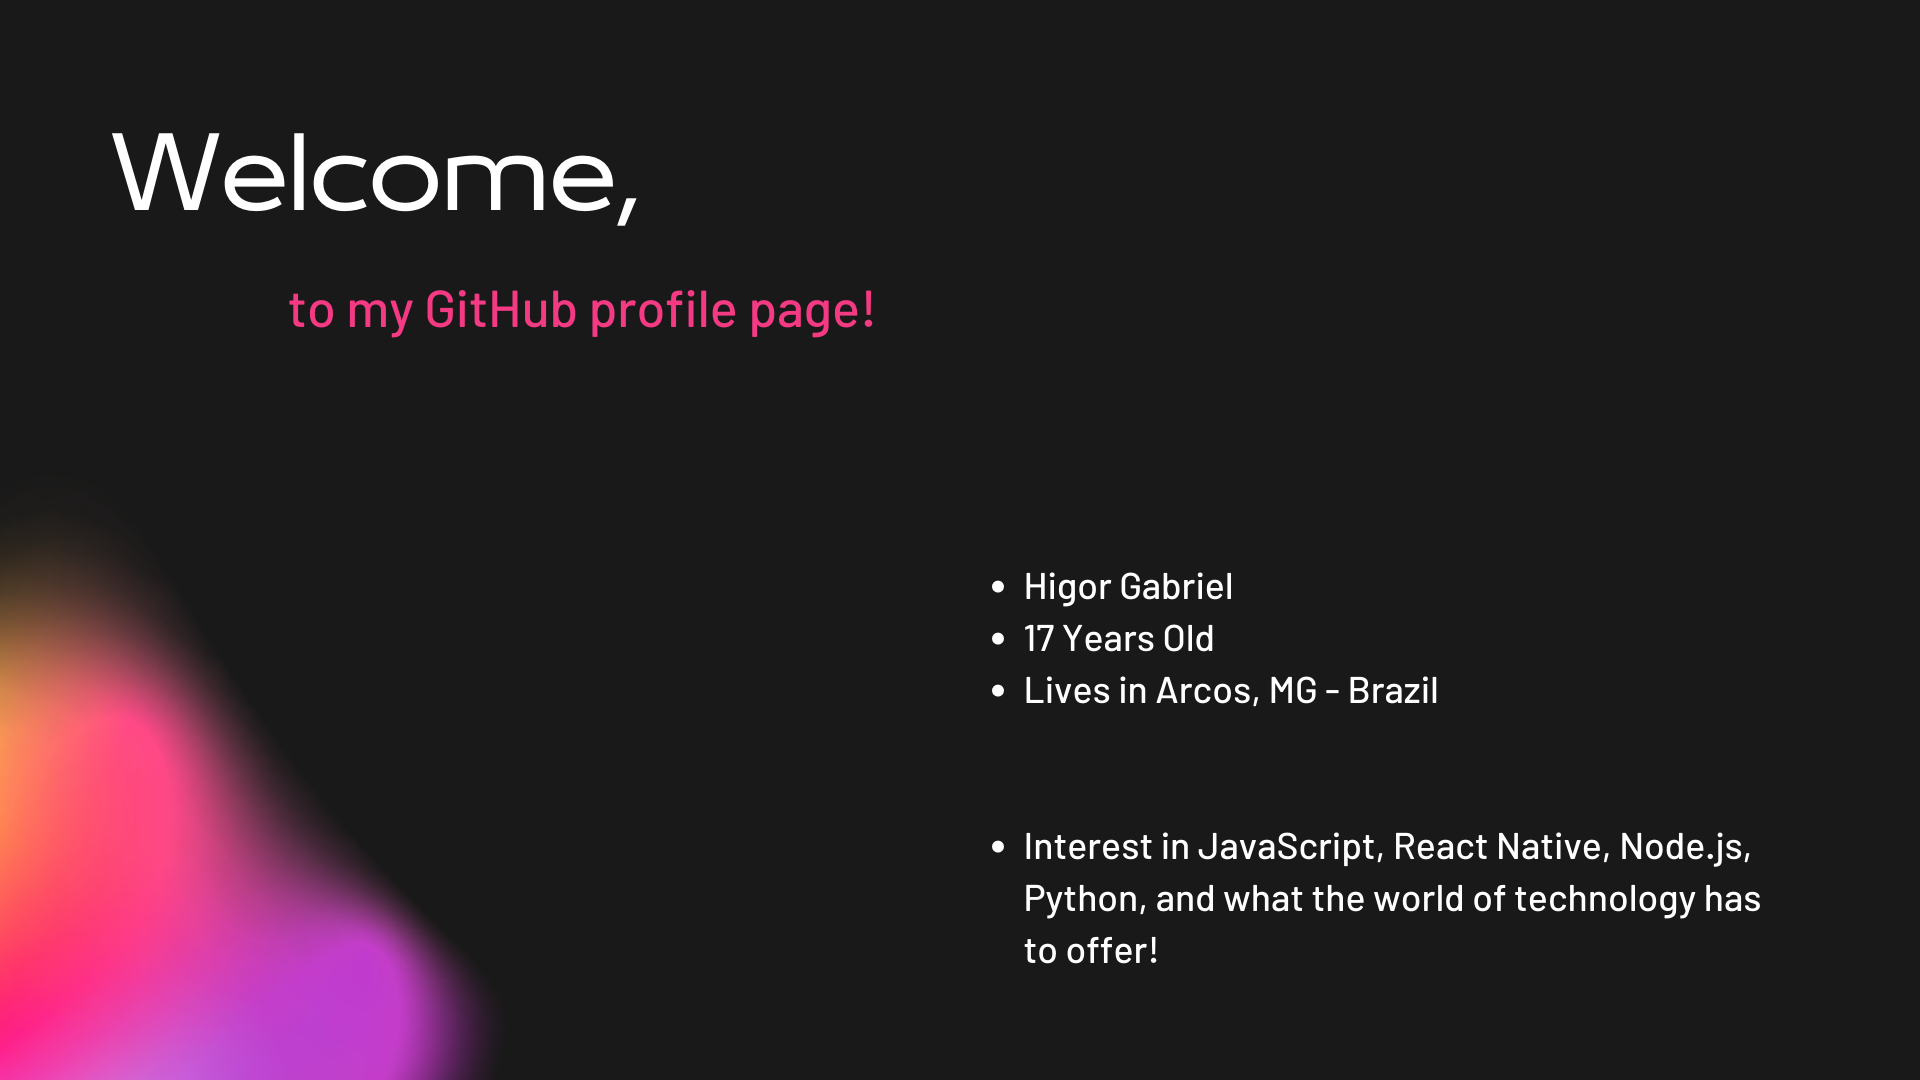 Welcome,
to my GitHub profile page!
• Higor Gabriel
• 17 Years Old
• Lives in Arcos, MG - Brazil
• Interest in JavaScript, React Native, Node.js,
Python, and what the world of technology has
to offer!